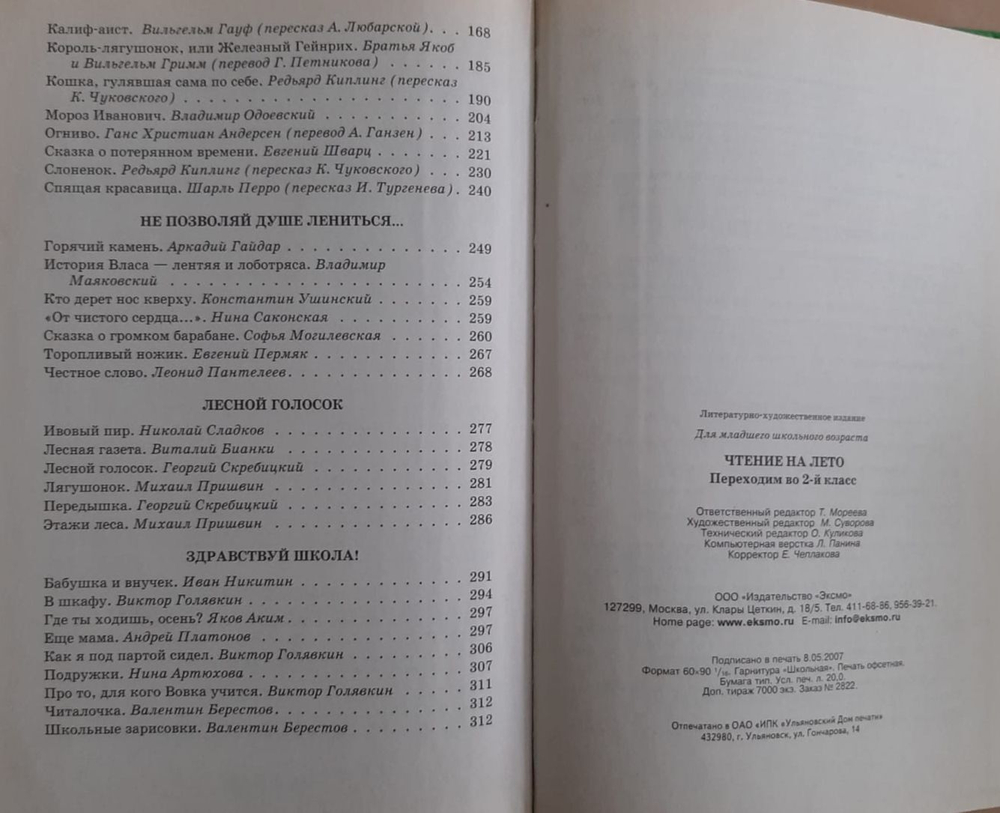 Калиф-аист. Вильгельм Гауф (пересказ А. Любарской). . . 168
Король-лягушонок, или Железный Гейнрих. Братья Якоб
и Вильгельм Гримм (перевод Г. Петникова) . . . . . . 185
Кошка, гулявшая сама по себе. Редьярд Киплинг (пересказ
К. Чуковского) . . . . . . . . . . . . . . . . . . . . . 190
Мороз Иванович. Владимир Одоевский . . . . . . . . . . . 204
Огниво. Ганс Христиан Андерсен (перевод А. Ганзен) . . . 213
Сказка о потерянном времени. Евгений Шварц . . . . . . . 221
Слоненок. Редьярд Киплинг (пересказ К. Чуковского) . . . 230
Спящая красавица. Шарль Перро (пересказ И. Тургенева) . . 240
НЕ ПОЗВОЛЯЙ ДУШЕ ЛЕНИТЬСЯ...
Горячий камень. Аркадий Гайдар . . . . . . . . . . . . . 249
История Власа — лентяя и лоботряса. Владимир
Маяковский . . . . . . . . . . . . . . . . . . . . . . 254
Кто дерет нос кверху. Константин Ушинский . . . . . . . 259
«От чистого сердца...». Нина Саконская . . . . . . . . . 259
Сказка о громком барабане. Софья Могилевская . . . . . . 260
Торопливый ножик. Евгений Пермяк . . . . . . . . . . . . 267
Честное слово. Леонид Пантелеев. . . . . . . . . . . . . 268
ЛЕСНОЙ ГОЛОСОК
Ивовый пир. Николай Сладков . . . . . . . . . . . . . . 277
Лесная газета. Виталий Бианки . . . . . . . . . . . . . 278
Лесной голосок. Георгий Скребицкий . . . . . . . . . . . 279
Лягушонок. Михаил Пришвин . . . . . . . . . . . . . . . 281
Передышка. Георгий Скребицкий . . . . . . . . . . . . . 283
Этажи леса. Михаил Пришвин . . . . . . . . . . . . . . 286
ЗДРАВСТВУЙ ШКОЛА!
Бабушка и внучек. Иван Никитин . . . . . . . . . . . . . 291
В шкафу. Виктор Голявкин . . . . . . . . . . . . . . . . 294
Где ты ходишь, осень? Яков Аким . . . . . . . . . . . . 297
Еще мама. Андрей Платонов . . . . . . . . . . . . . . . 297
Как я под партой сидел. Виктор Голявкин . . . . . . . . 306
Подружки. Нина Артюхова . . . . . . . . . . . . . . . . 307
Про то, для кого Вовка учится. Виктор Голявкин . . . . . 311
Читалочка. Валентин Берестов. . . . . . . . . . . . . . 312
Школьные зарисовки. Валентин Берестов . . . . . . . . . 312
Литературно-художественное издание
Для младшего школьного возраста
ЧТЕНИЕ НА ЛЕТО
Переходим во 2-й класс
Ответственный редактор Т. Мореева
Художественный редактор М. Суворова
Технический редактор О. Куликова
Компьютерная верстка Л. Панина
Корректор Е. Чеплакова
ООО «Издательство «Эксмо»
127299, Москва, ул. Клары Цеткин, д. 18/5. Тел. 411-68-86, 956-39-21.
Home page: www.eksmo.ru E-mail: info@eksmo.ru
Подписано в печать 8.05.2007
Формат 60×90 1/16. Гарнитура «Школьная». Печать офсетная.
Бумага тип. Усл. печ. л. 20,0.
Доп. тираж 7000 экз. Заказ № 2822.
Отпечатано в ОАО «ИПК «Ульяновский Дом печати»
432980, г. Ульяновск, ул. Гончарова, 14